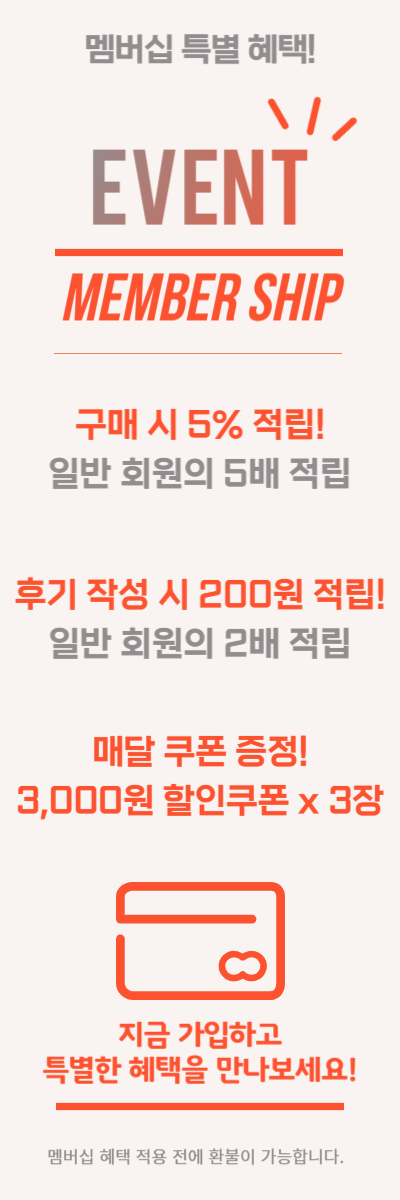 멤버십 특별 혜택!
EVENT
MEMBER SHIP
구매 시 5% 적립!
일반 회원의 5배 적립
후기 작성 시 200원 적립!
일반 회원의 2배 적립
매달 쿠폰 증정!
3,000원 할인쿠폰 x 3장
지금 가입하고
특별한 혜택을 만나보세요!
멤버십 혜택 적용 전에 환불이 가능합니다.